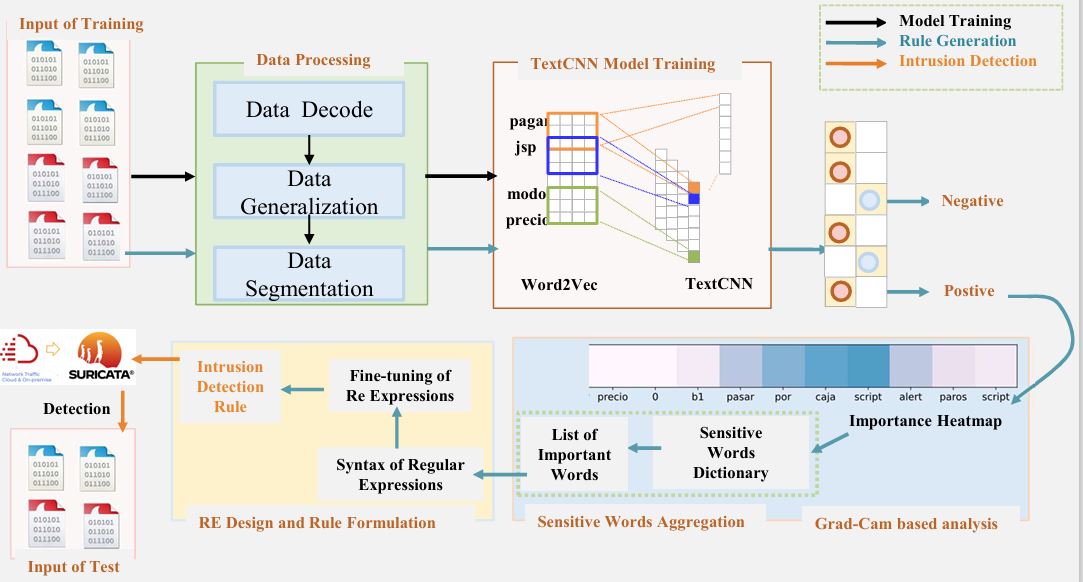 Input of Training
010101
011010
011100
010101
011010
011100
010101
011010
011100
010101
011010
011100
010101
011010
011100
010101
011010
011100
010101
011010
011100
010101
011010
011100
Data Processing
Data Decode
Data
Generalization
Data
Segmentation
TextCNN Model Training
pagar
jsp
modo
precio
Word2Vec
TextCNN
Model Training
Rule Generation
Intrusion Detection
Negative
Postive
precio 0 b1 pasar por caja script alert paros script
Importance Heatmap
Sensitive
Words
Dictionary
List of
Important
Words
Sensitive Words Aggregation
Grad-Cam based analysis
Fine-tuning of
Re Expressions
Syntax of Regular
Expressions
Intrusion
Detection
Rule
RE Design and Rule Formulation
Network Traffic
Cloud & On-premise
SURICATA®
Detection
010101
011010
011100
010101
011010
011100
010101
011010
011100
010101
011010
011100
Input of Test